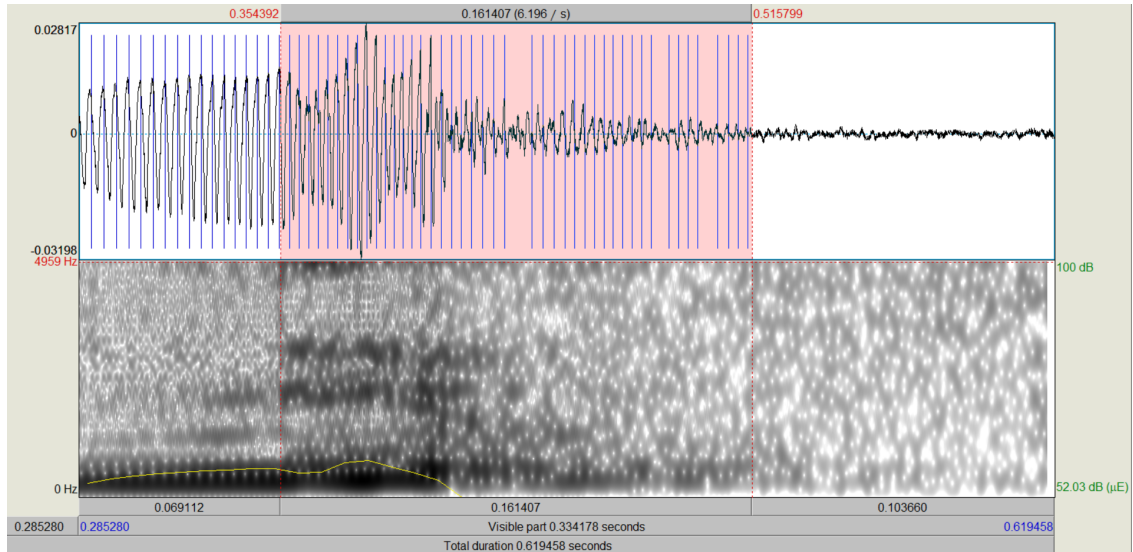 0.354392 0.161407 (6.196 / s) 0.515799
0.02817
0
-0.03198
4959 Hz 100 dB
0 Hz 52.03 dB (µE)
0.069112 0.161407 0.103660
0.285280 0.285280 Visible part 0.334178 seconds 0.619458
Total duration 0.619458 seconds